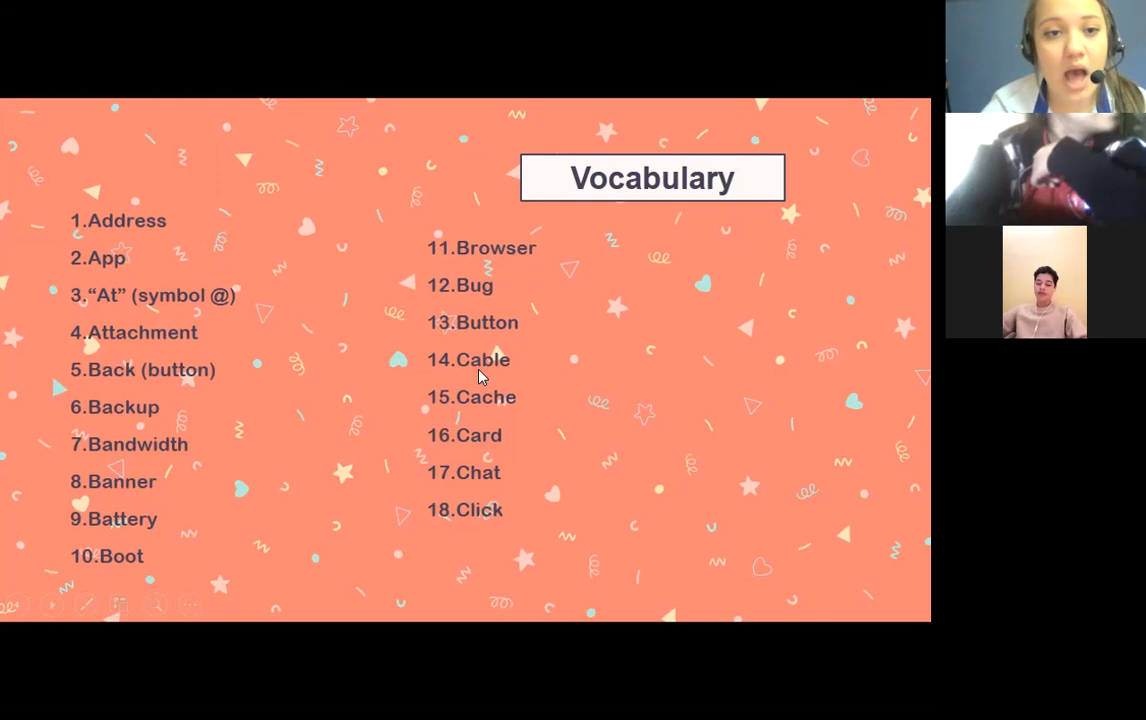 Vocabulary
1.Address
2.App
3.“At” (symbol @)
4.Attachment
5.Back (button)
6.Backup
7.Bandwidth
8.Banner
9.Battery
10.Boot
11.Browser
12.Bug
13.Button
14.Cable
15.Cache
16.Card
17.Chat
18.Click